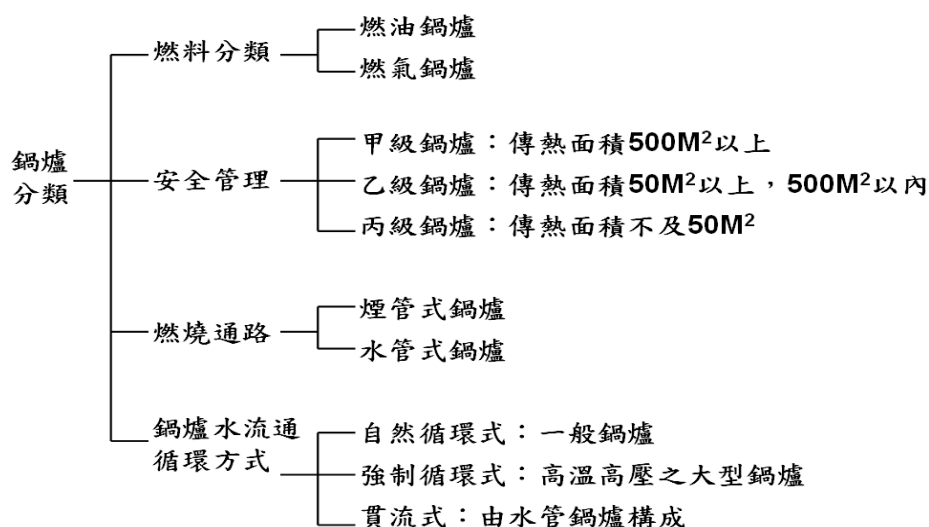 鍋爐
分類
燃料分類
燃油鍋爐
燃氣鍋爐
安全管理
甲級鍋爐：傳熱面積500M²以上
乙級鍋爐：傳熱面積50M²以上，500M²以內
丙級鍋爐：傳熱面積不及50M²
燃燒通路
煙管式鍋爐
水管式鍋爐
鍋爐水流通
循環方式
自然循環式：一般鍋爐
強制循環式：高溫高壓之大型鍋爐
貫流式：由水管鍋爐構成